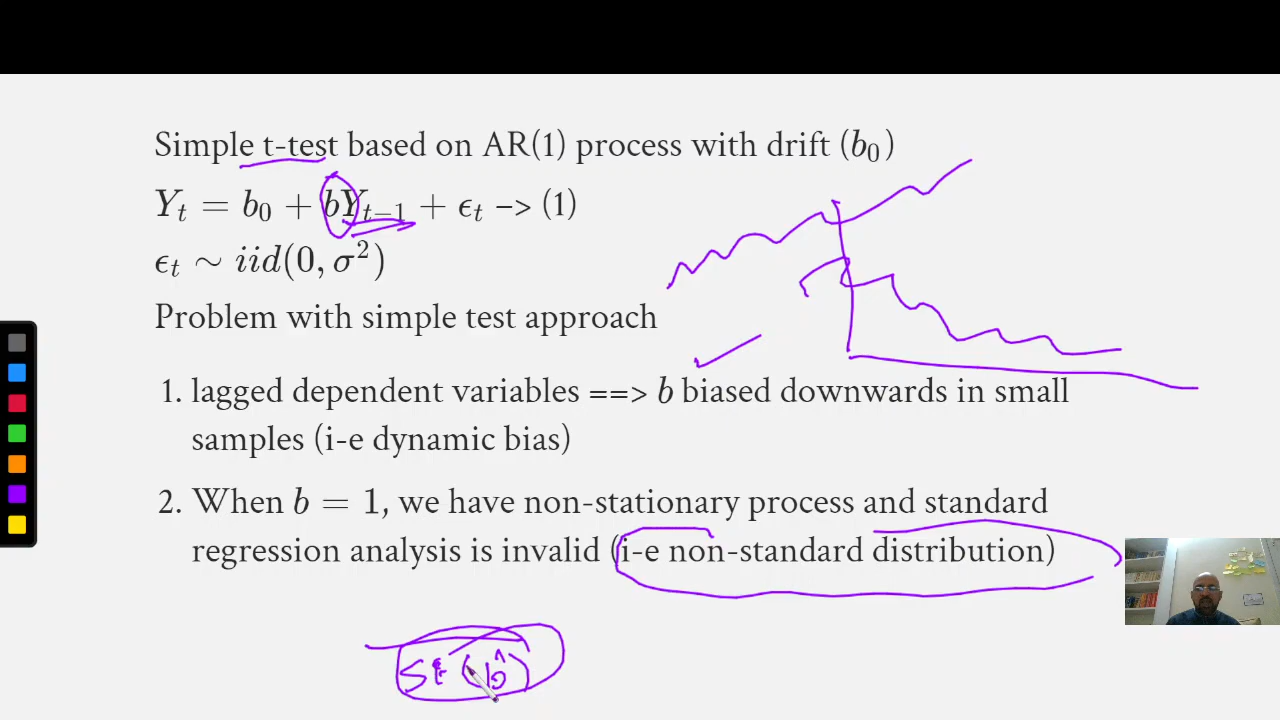 Simple t-test based on AR(1) process with drift (b₀)
Yₜ = b₀ + bYₜ₋₁ + ϵₜ –> (1)
ϵₜ ∼ iid(0, σ²)
Problem with simple test approach
1. lagged dependent variables ==> b biased downwards in small
samples (i-e dynamic bias)
2. When b = 1, we have non-stationary process and standard
regression analysis is invalid (i-e non-standard distribution)
SE (b̂)